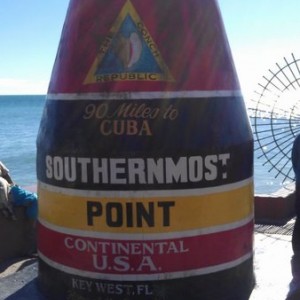 THE CONCH
REPUBLIC
90 Miles to
CUBA
SOUTHERNMOST
POINT
CONTINENTAL
U.S.A.
KEY WEST, FL